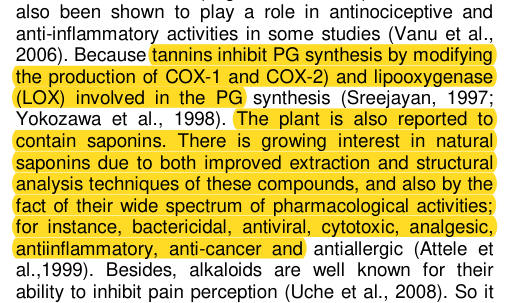 also been shown to play a role in antinociceptive and
anti-inflammatory activities in some studies (Vanu et al.,
2006). Because tannins inhibit PG synthesis by modifying
the production of COX-1 and COX-2) and lipooxygenase
(LOX) involved in the PG synthesis (Sreejayan, 1997;
Yokozawa et al., 1998). The plant is also reported to
contain saponins. There is growing interest in natural
saponins due to both improved extraction and structural
analysis techniques of these compounds, and also by the
fact of their wide spectrum of pharmacological activities;
for instance, bactericidal, antiviral, cytotoxic, analgesic,
antiinflammatory, anti-cancer and antiallergic (Attele et
al.,1999). Besides, alkaloids are well known for their
ability to inhibit pain perception (Uche et al., 2008). So it